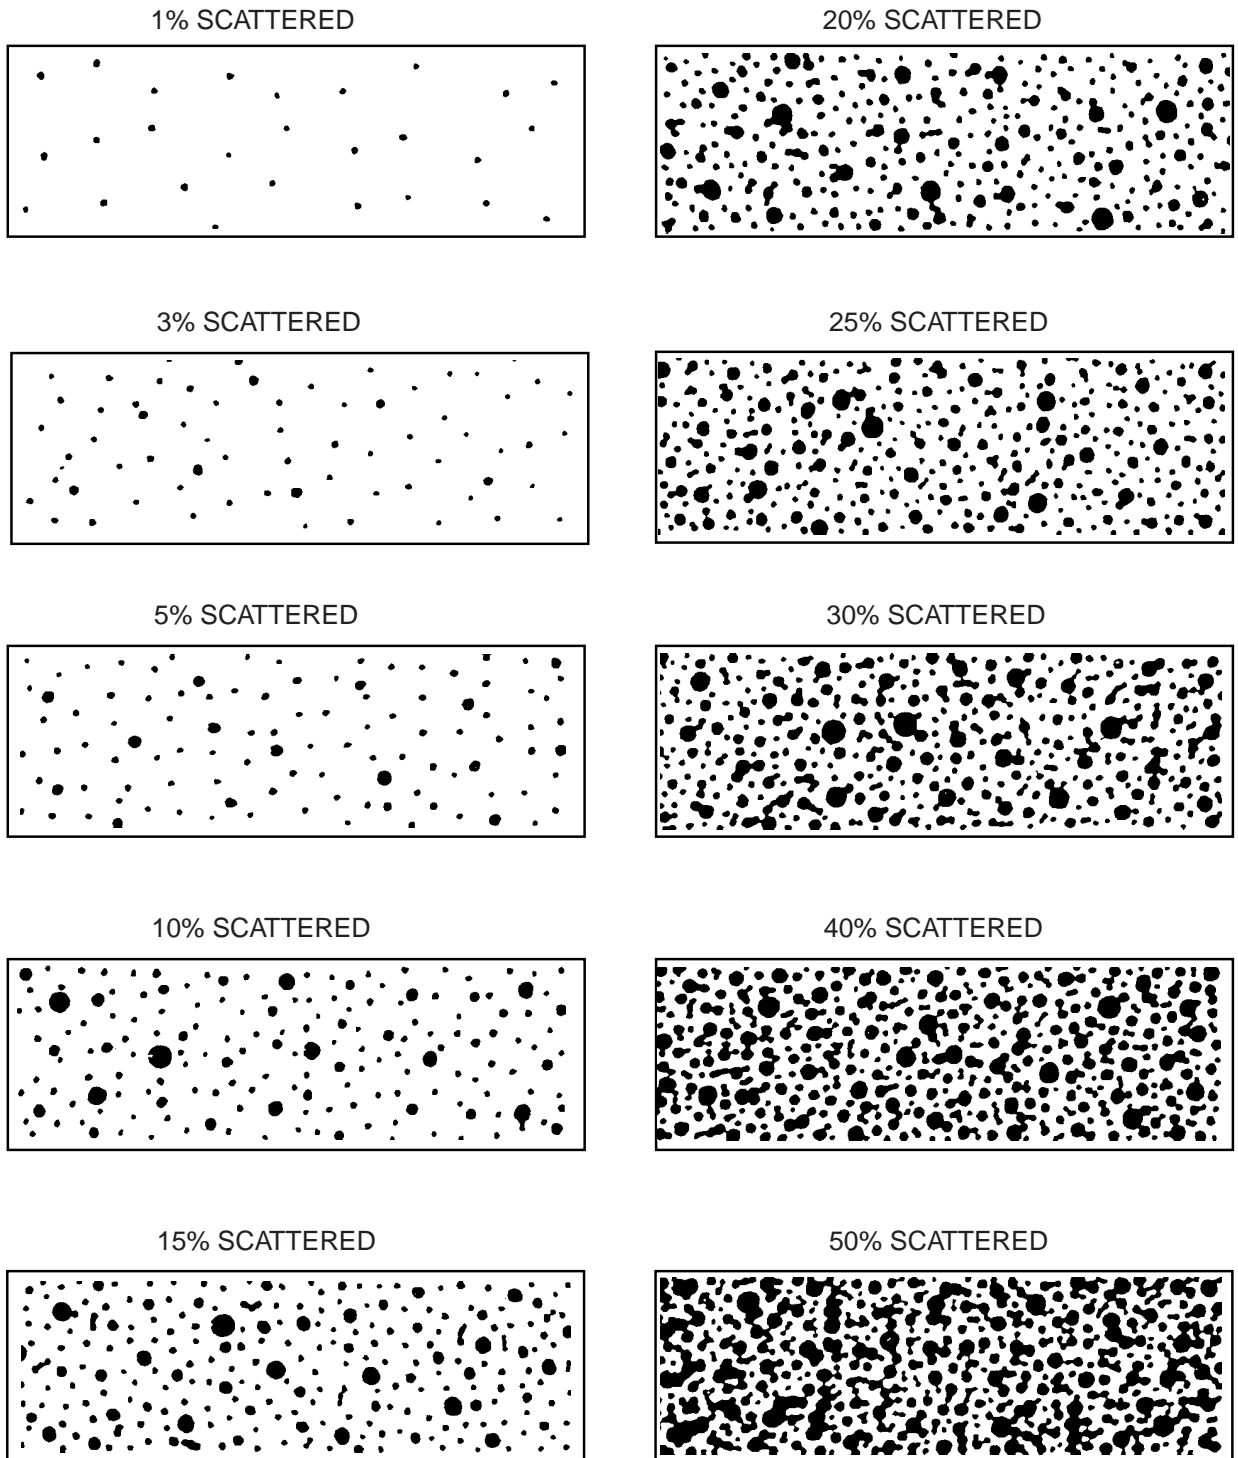 1% SCATTERED
20% SCATTERED
3% SCATTERED
25% SCATTERED
5% SCATTERED
30% SCATTERED
10% SCATTERED
40% SCATTERED
15% SCATTERED
50% SCATTERED